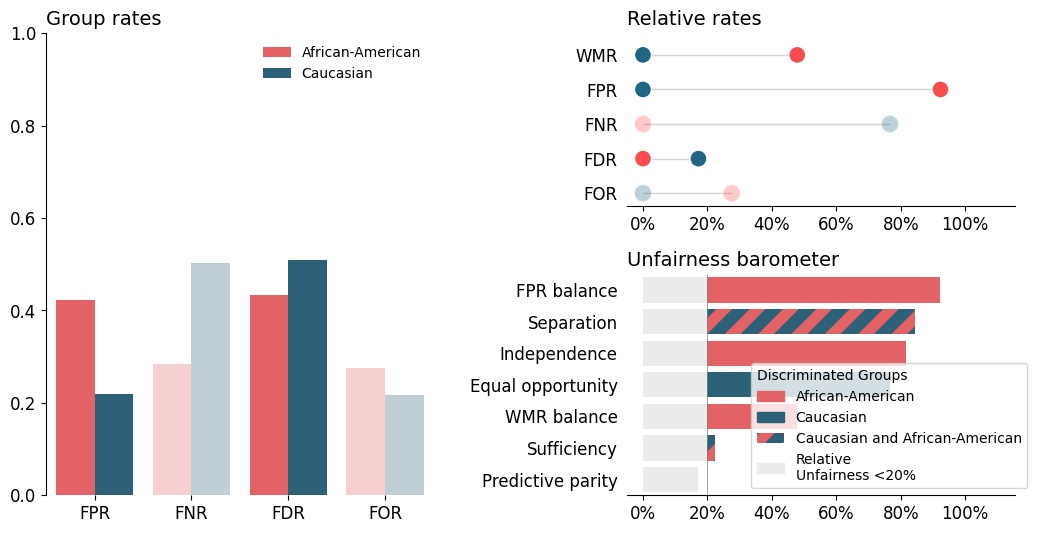 Group rates
1.0
0.8
0.6
0.4
0.2
0.0
African-American
Caucasian
FPR
FNR
FDR
FOR
Relative rates
WMR
FPR
FNR
FDR
FOR
0%
20%
40%
60%
80%
100%
Unfairness barometer
FPR balance
Separation
Independence
Equal opportunity
WMR balance
Sufficiency
Predictive parity
Discriminated Groups
African-American
Caucasian
Caucasian and African-American
Relative
Unfairness <20%
0%
20%
40%
60%
80%
100%